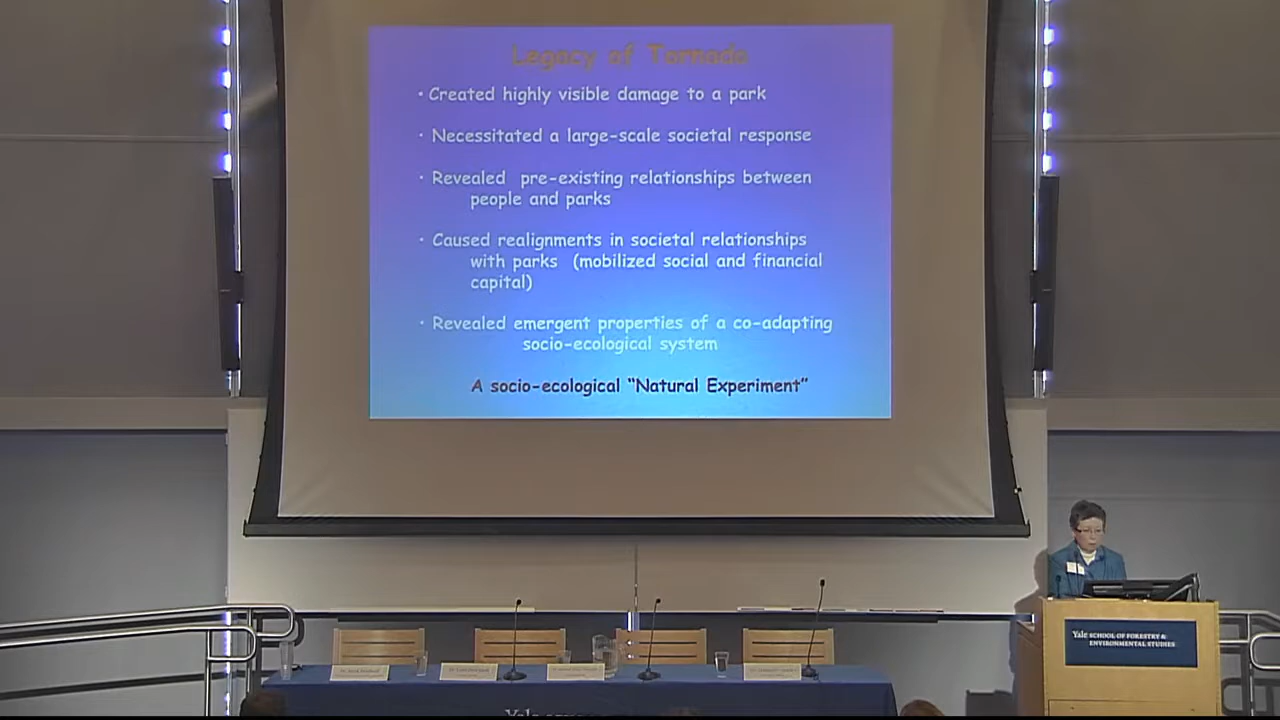 Legacy of Tornado
• Created highly visible damage to a park
• Necessitated a large-scale societal response
• Revealed pre-existing relationships between
people and parks
• Caused realignments in societal relationships
with parks (mobilized social and financial
capital)
• Revealed emergent properties of a co-adapting
socio-ecological system
A socio-ecological “Natural Experiment”
Yale SCHOOL OF FORESTRY &
ENVIRONMENTAL STUDIES
Yale